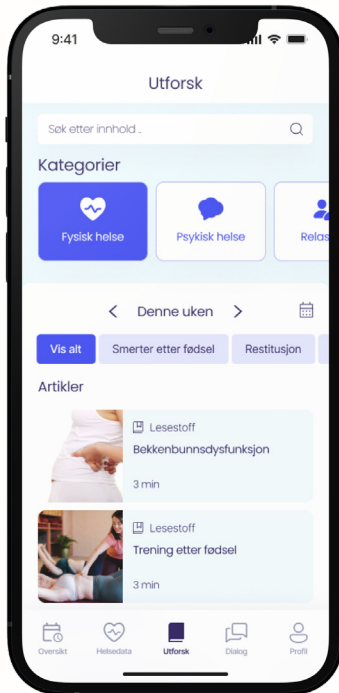 9:41
Utforsk
Søk etter innhold ..
Kategorier
Fysisk helse
Psykisk helse
Relas
Denne uken
Vis alt
Smerter etter fødsel
Restitusjon
Artikler
Lesestoff
Bekkenbunnsdysfunksjon
3 min
Lesestoff
Trening etter fødsel
3 min
Oversikt
Helsedata
Utforsk
Dialog
Profil